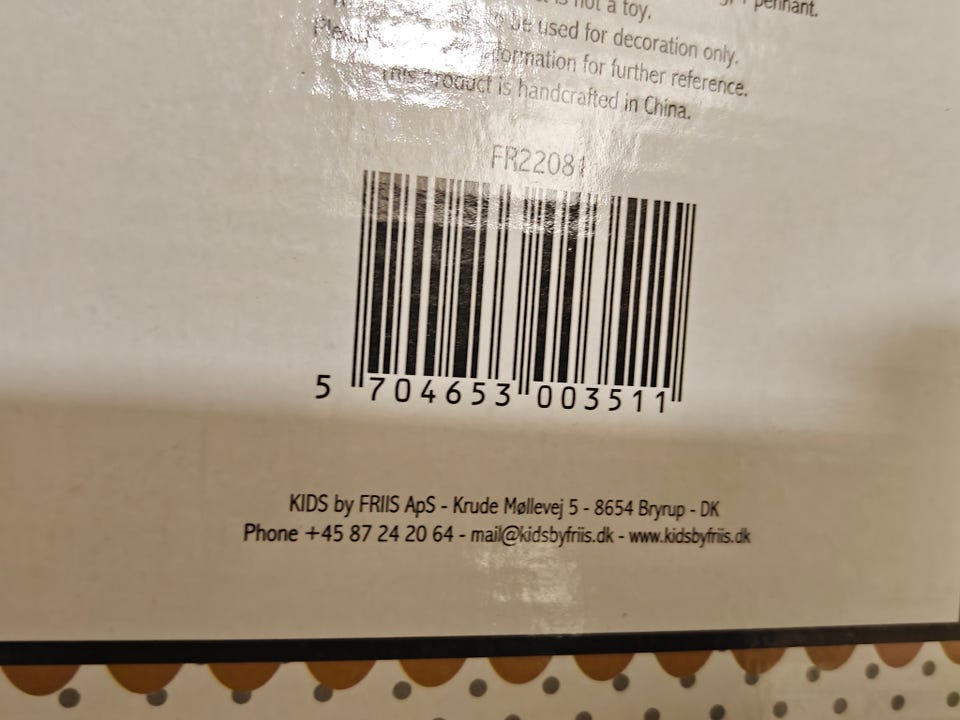 is not a toy. pennant.
be used for decoration only.
for further reference.
This product is handcrafted in China.
FR22081
5 704653 003511
KIDS by FRIIS ApS - Krude Møllevej 5 - 8654 Bryrup - DK
Phone +45 87 24 20 64 - mail@kidsbyfriis.dk - www.kidsbyfriis.dk